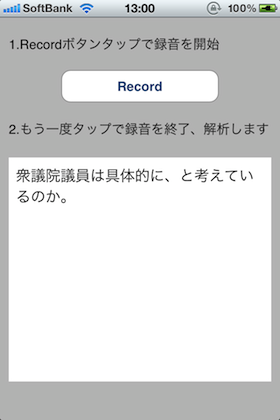 SoftBank 13:00 100%
1.Recordボタンタップで録音を開始
Record
2.もう一度タップで録音を終了、解析します
衆議院議員は具体的に、と考えてい
るのか。